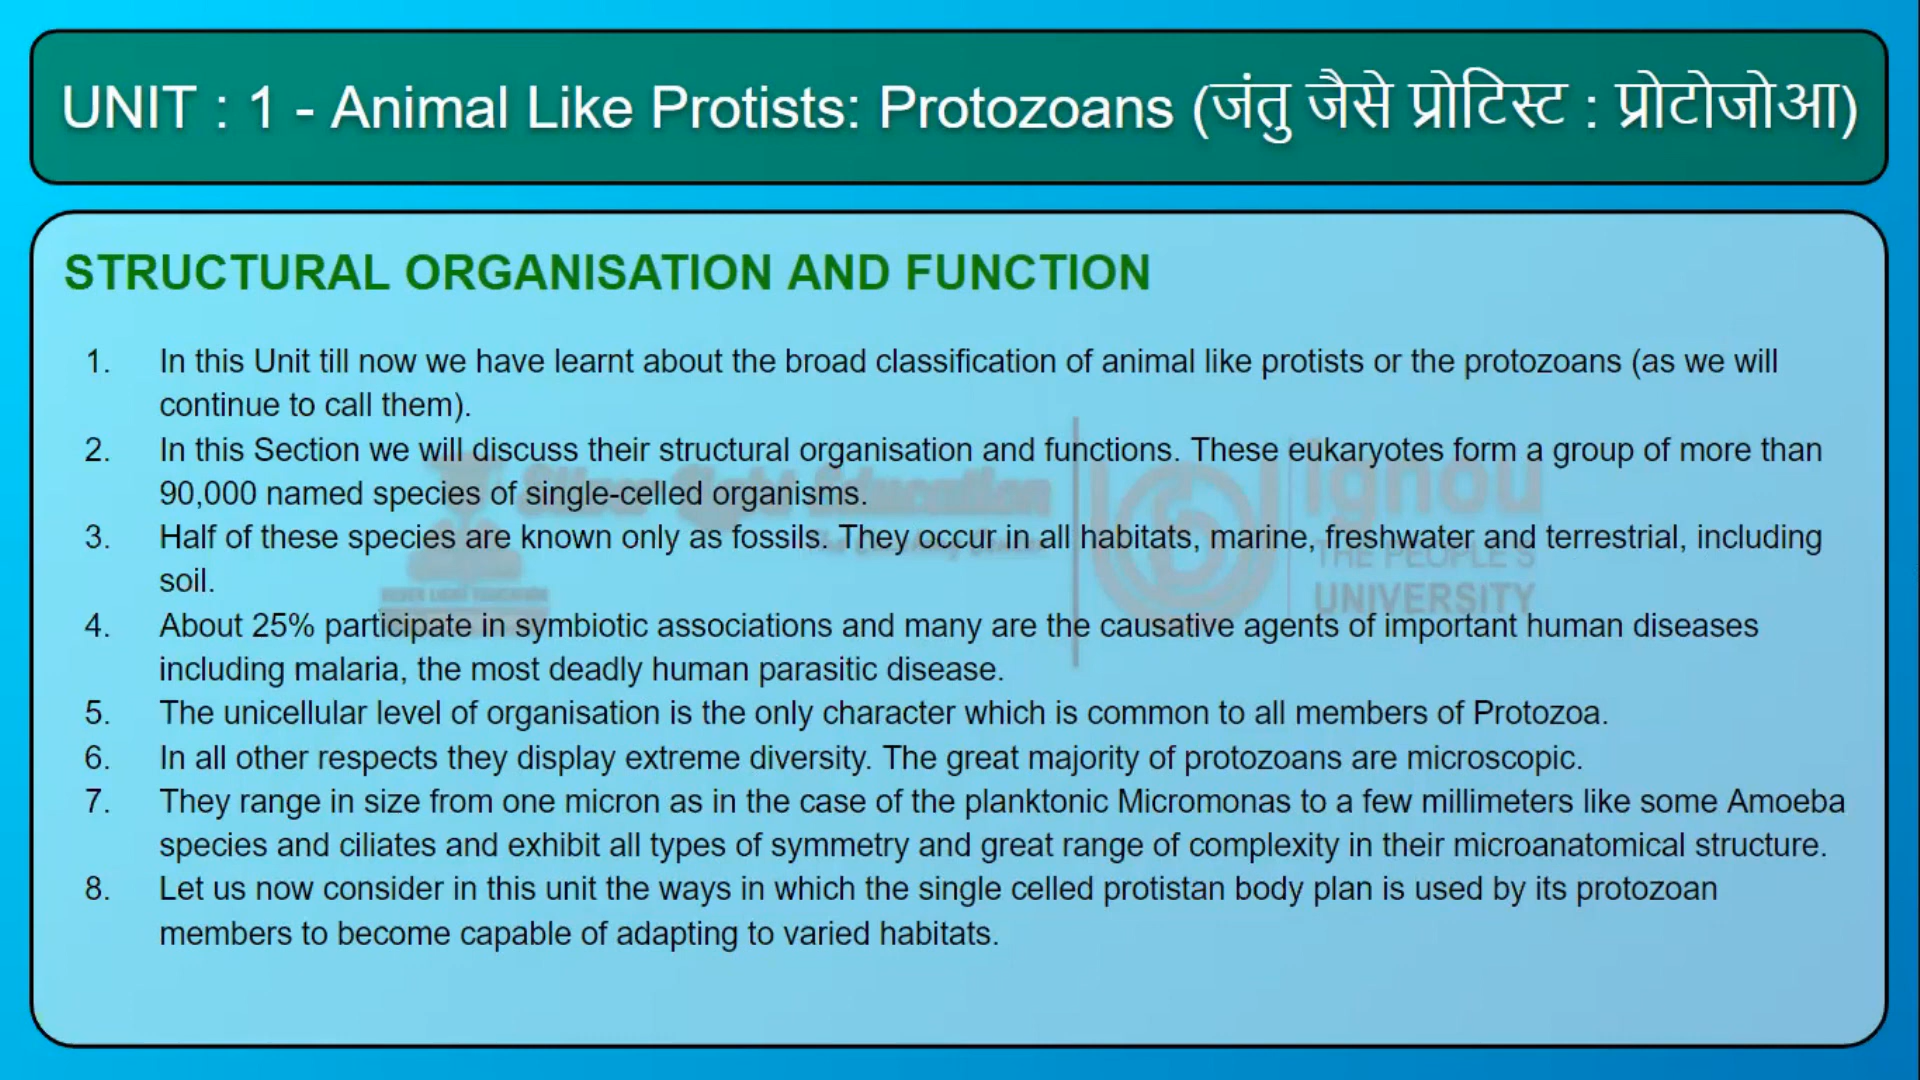 UNIT : 1 - Animal Like Protists: Protozoans (जंतु जैसे प्रोटिस्ट : प्रोटोजोआ)
STRUCTURAL ORGANISATION AND FUNCTION
1. In this Unit till now we have learnt about the broad classification of animal like protists or the protozoans (as we will
continue to call them).
2. In this Section we will discuss their structural organisation and functions. These eukaryotes form a group of more than
90,000 named species of single-celled organisms.
3. Half of these species are known only as fossils. They occur in all habitats, marine, freshwater and terrestrial, including
soil.
4. About 25% participate in symbiotic associations and many are the causative agents of important human diseases
including malaria, the most deadly human parasitic disease.
5. The unicellular level of organisation is the only character which is common to all members of Protozoa.
6. In all other respects they display extreme diversity. The great majority of protozoans are microscopic.
7. They range in size from one micron as in the case of the planktonic Micromonas to a few millimeters like some Amoeba
species and ciliates and exhibit all types of symmetry and great range of complexity in their microanatomical structure.
8. Let us now consider in this unit the ways in which the single celled protistan body plan is used by its protozoan
members to become capable of adapting to varied habitats.
ignou
THE PEOPLE'S
UNIVERSITY